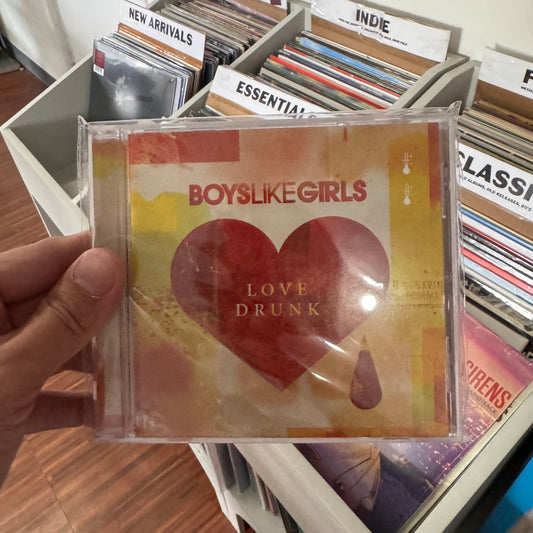 NEW ARRIVALS
INDIE
ESSENTIALS
CLASSI
BOYSLIKEGIRLS
LOVE
DRUNK
SIRENS